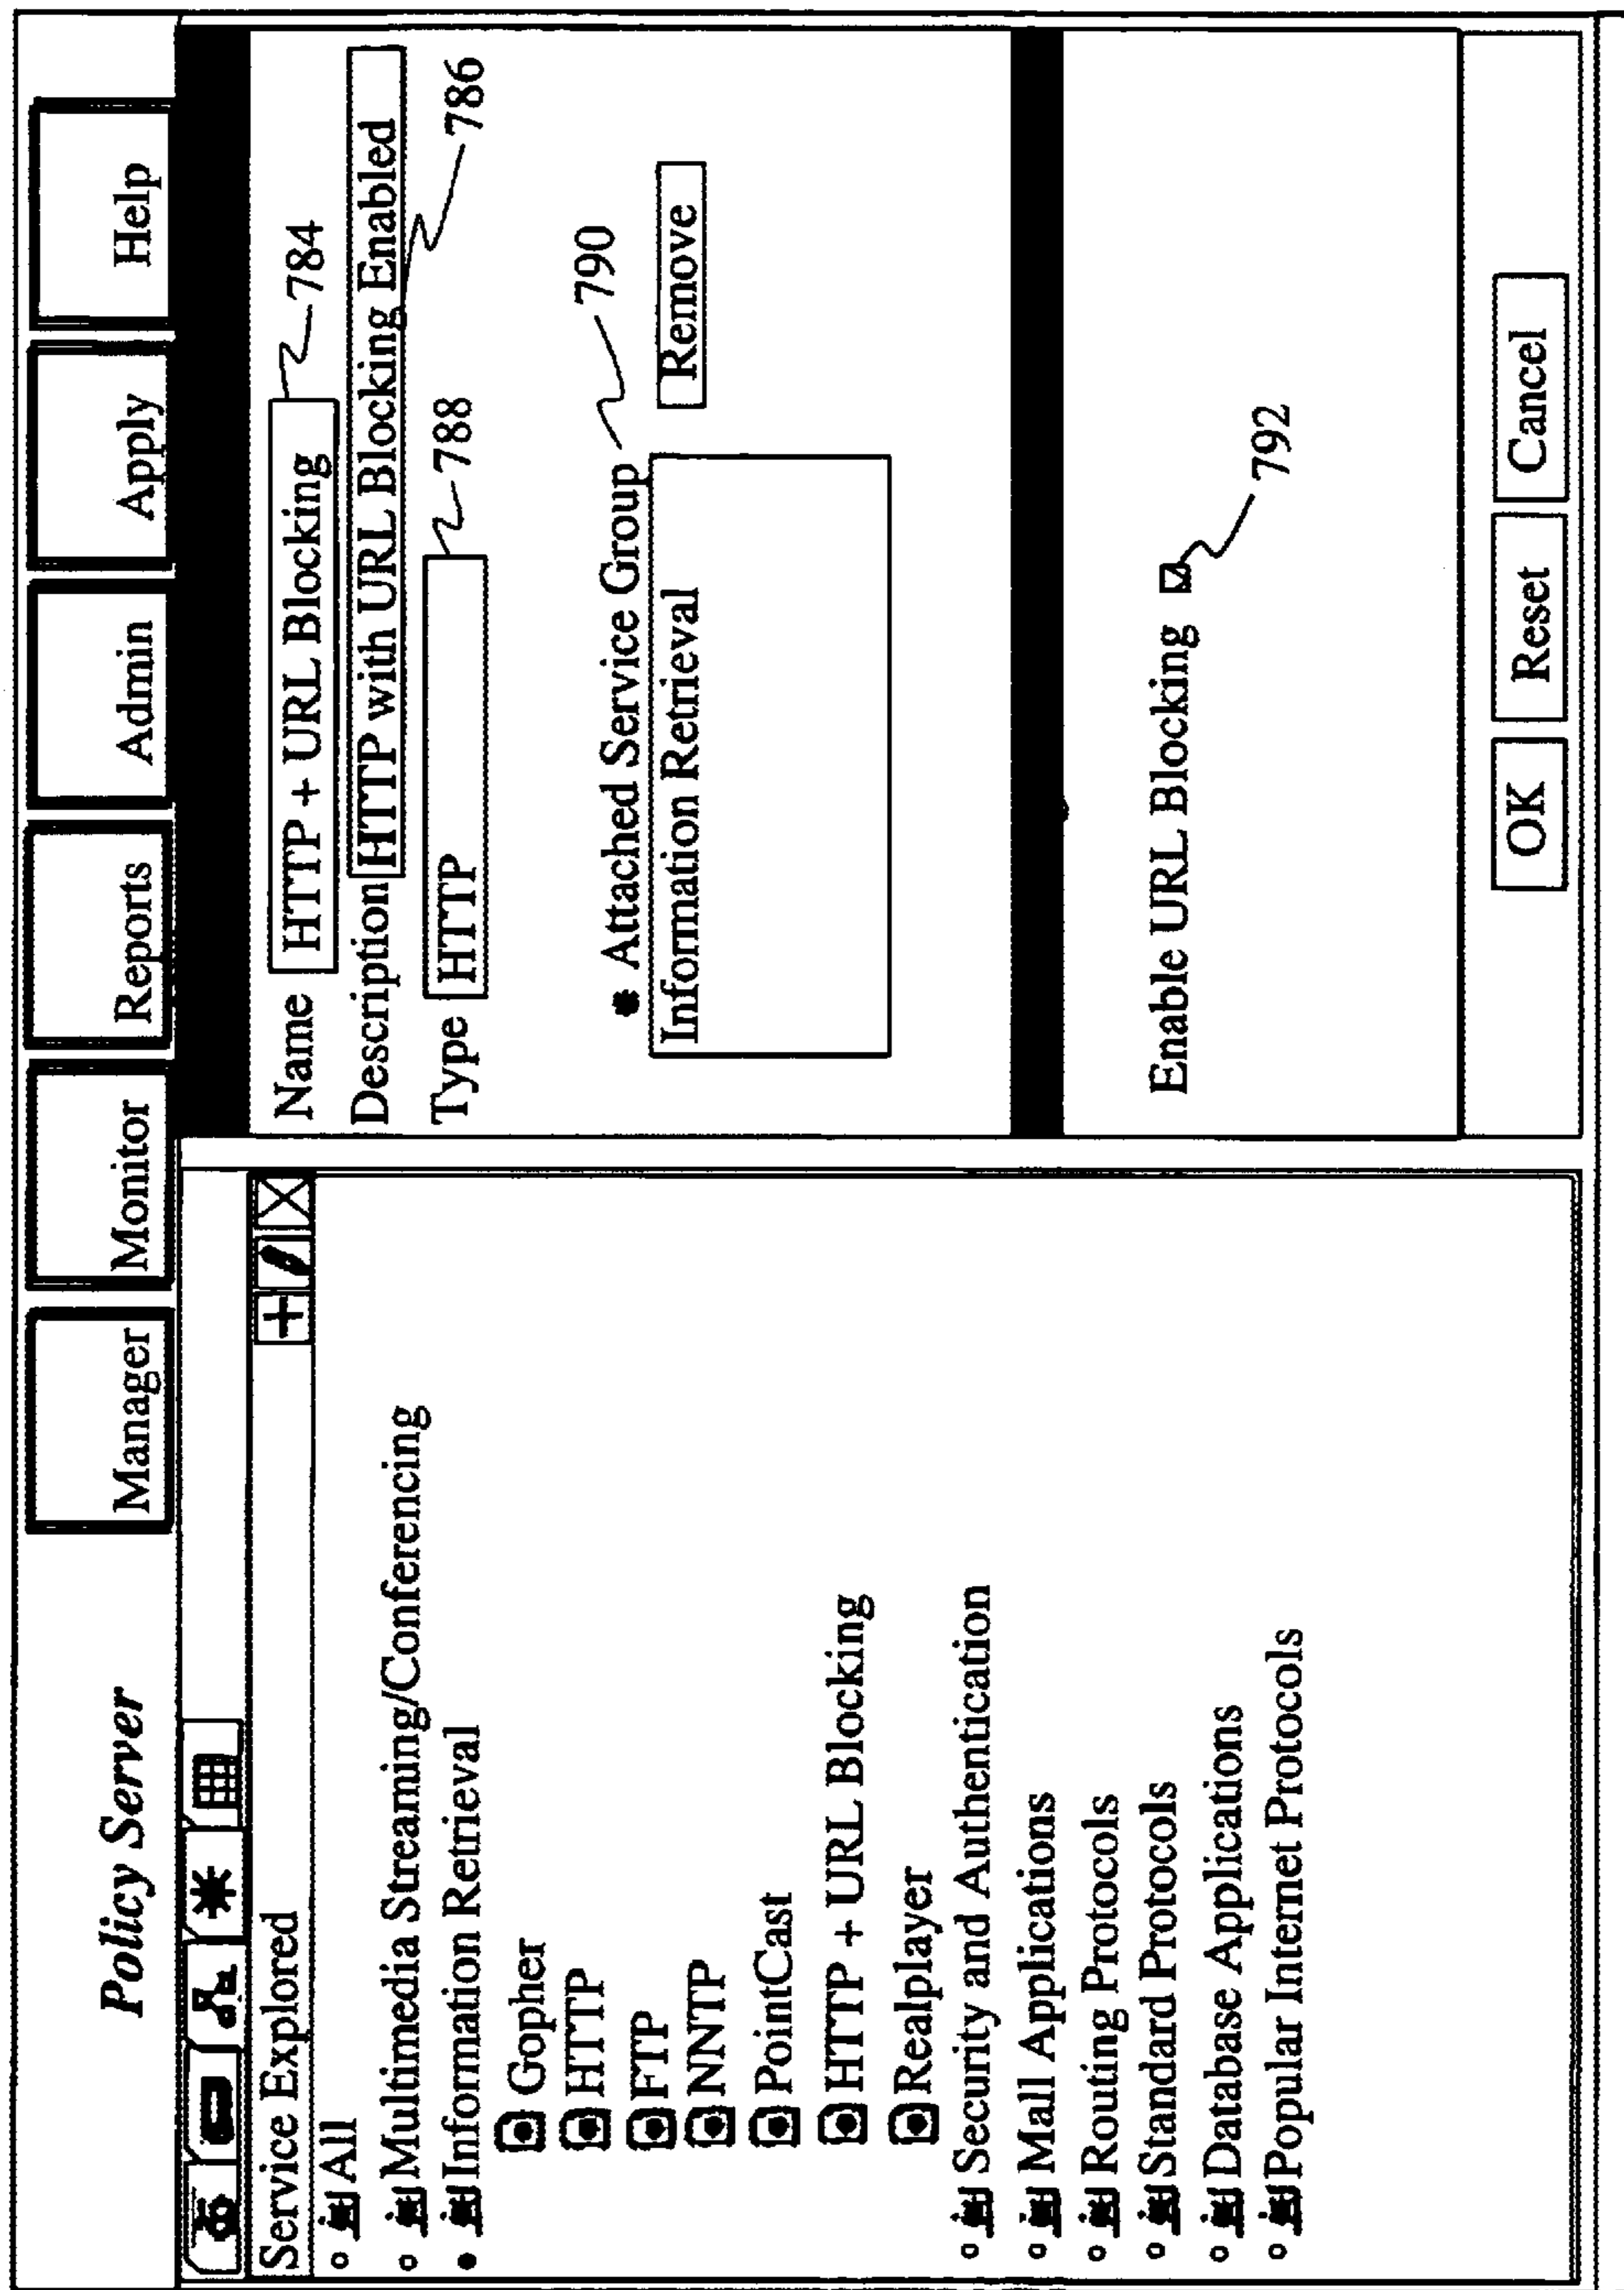 Policy Server
Manager
Monitor
Reports
Admin
Apply
Help
Service Explored
All
Multimedia Streaming/Conferencing
Information Retrieval
Gopher
HTTP
FTP
NNTP
PointCast
HTTP + URL Blocking
Realplayer
Security and Authentication
Mall Applications
Routing Protocols
Standard Protocols
Database Applications
Popular Internet Protocols
Name HTTP + URL Blocking 784
Description HTTP with URL Blocking Enabled 786
Type HTTP 788
Attached Service Group 790
Information Retrieval
Remove
Enable URL Blocking 792
OK Reset Cancel